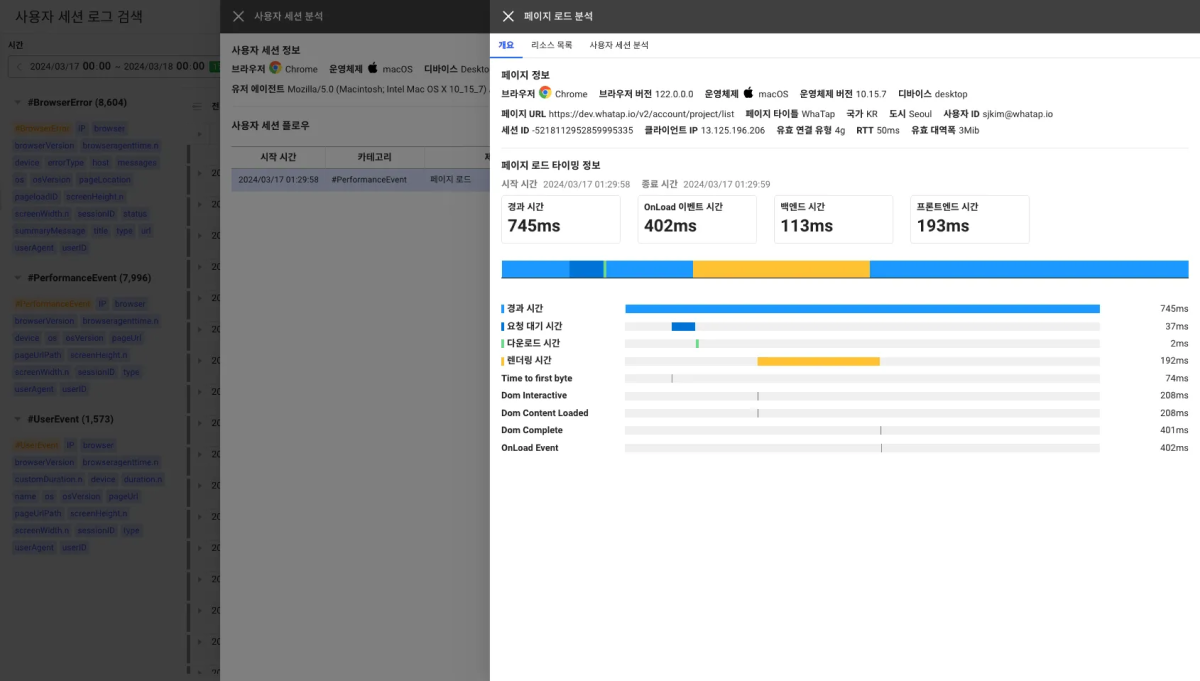 사용자 세션 로그 검색
시간
2024/03/17 00:00 ~ 2024/03/18 00:00
#BrowserError (8,604)
#BrowserError IP browser
browserVersion browseragenttime.n
device errorType host messages
os osVersion pageLocation
pageloadID screenHeight.n
screenWidth.n sessionID status
summaryMessage title type url
userAgent userID
#PerformanceEvent (7,996)
#PerformanceEvent IP browser
browserVersion browseragenttime.n
device os osVersion pageUrl
pageUrlPath screenHeight.n
screenWidth.n sessionID type
userAgent userID
#UserEvent (1,573)
#UserEvent IP browser
browserVersion browseragenttime.n
customDuration.n device duration.n
name os osVersion pageUrl
pageUrlPath screenHeight.n
screenWidth.n sessionID type
userAgent userID
사용자 세션 분석
사용자 세션 정보
브라우저 Chrome 운영체제 macOS 디바이스 Deskto
유저 에이전트 Mozilla/5.0 (Macintosh; Intel Mac OS X 10_15_7)
사용자 세션 플로우
시작 시간 카테고리
2024/03/17 01:29:58 #PerformanceEvent 페이지 로드
페이지 로드 분석
개요 리소스 목록 사용자 세션 분석
페이지 정보
브라우저 Chrome 브라우저 버전 122.0.0.0 운영체제 macOS 운영체제 버전 10.15.7 디바이스 desktop
페이지 URL https://dev.whatap.io/v2/account/project/list 페이지 타이틀 WhaTap 국가 KR 도시 Seoul 사용자 ID sjkim@whatap.io
세션 ID -5218112952859995335 클라이언트 IP 13.125.196.206 유효 연결 유형 4g RTT 50ms 유효 대역폭 3Mib
페이지 로드 타이밍 정보
시작 시간 2024/03/17 01:29:58 종료 시간 2024/03/17 01:29:59
경과 시간 OnLoad 이벤트 시간 백엔드 시간 프론트엔드 시간
745ms 402ms 113ms 193ms
경과 시간 745ms
요청 대기 시간 37ms
다운로드 시간 2ms
렌더링 시간 192ms
Time to first byte 74ms
Dom Interactive 208ms
Dom Content Loaded 208ms
Dom Complete 401ms
OnLoad Event 402ms